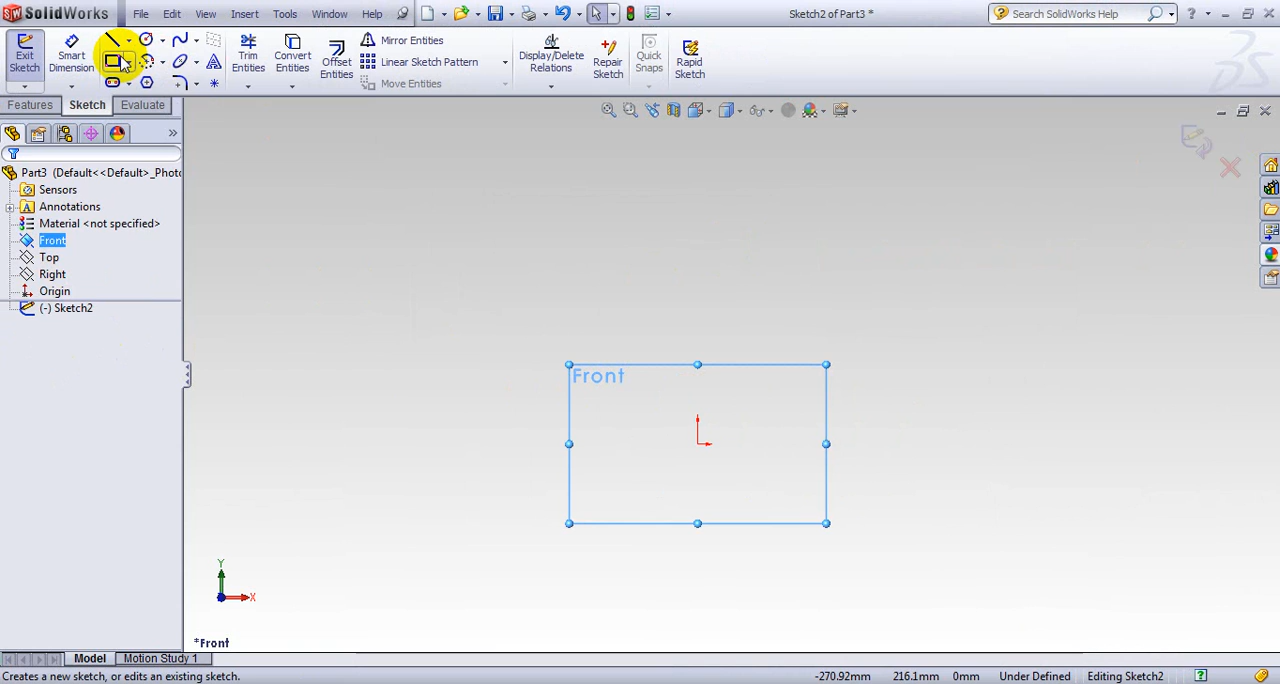 SolidWorks File Edit View Insert Tools Window Help Sketch2 of Part3 * Search SolidWorks Help
Exit Sketch
Smart Dimension
Trim Entities
Convert Entities
Offset Entities
Mirror Entities
Linear Sketch Pattern
Move Entities
Display/Delete Relations
Repair Sketch
Quick Snaps
Rapid Sketch
Features Sketch Evaluate
Part3 (Default<<Default>_Photo
Sensors
Annotations
Material <not specified>
Front
Top
Right
Origin
(-) Sketch2
Front
Y
X
*Front
Model Motion Study 1
Creates a new sketch, or edits an existing sketch. -270.92mm 216.1mm 0mm Under Defined Editing Sketch2